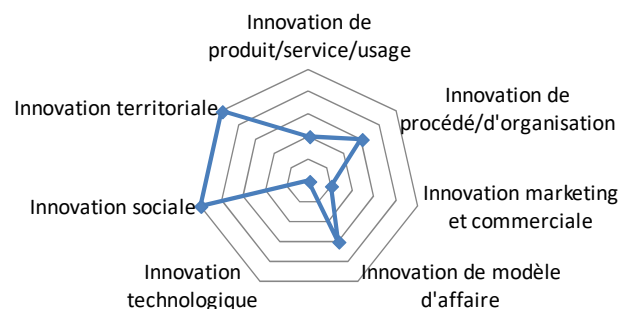 Innovation de
produit/service/usage
Innovation de
procédé/d'organisation
Innovation marketing
et commerciale
Innovation de modèle
d'affaire
Innovation
technologique
Innovation sociale
Innovation territoriale